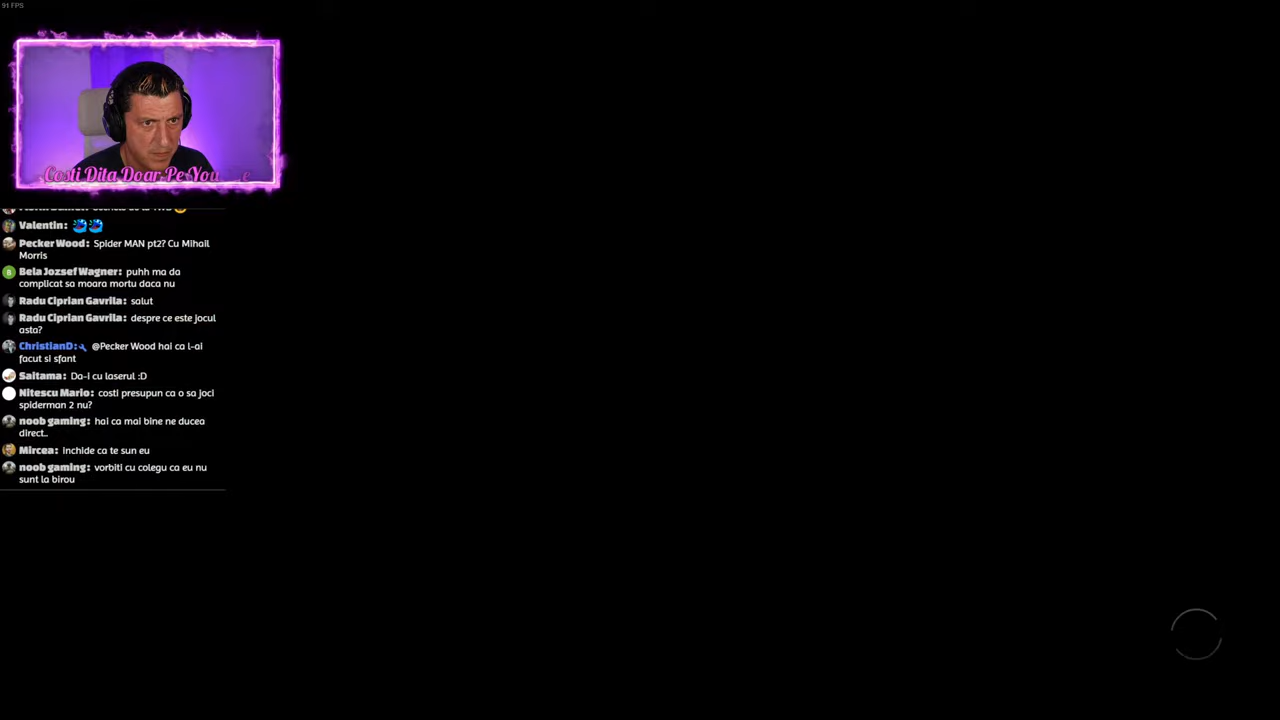 91 FPS
Costi Dita Doar Pe You
Valentin:
Pecker Wood: Spider MAN pt2? Cu Mihail
Morris
B Bela Jozsef Wagner: puhh ma da
complicat sa moara mortu daca nu
Radu Ciprian Gavrila: salut
Radu Ciprian Gavrila: despre ce este jocul
asta?
ChristianD: @Pecker Wood hai ca l-ai
facut si sfant
Saitama: Da-i cu laserul :D
Nitescu Mario: costi presupun ca o sa joci
spiderman 2 nu?
noob gaming: hai ca mai bine ne ducea
direct..
Mircea: inchide ca te sun eu
noob gaming: vorbiti cu colegu ca eu nu
sunt la birou